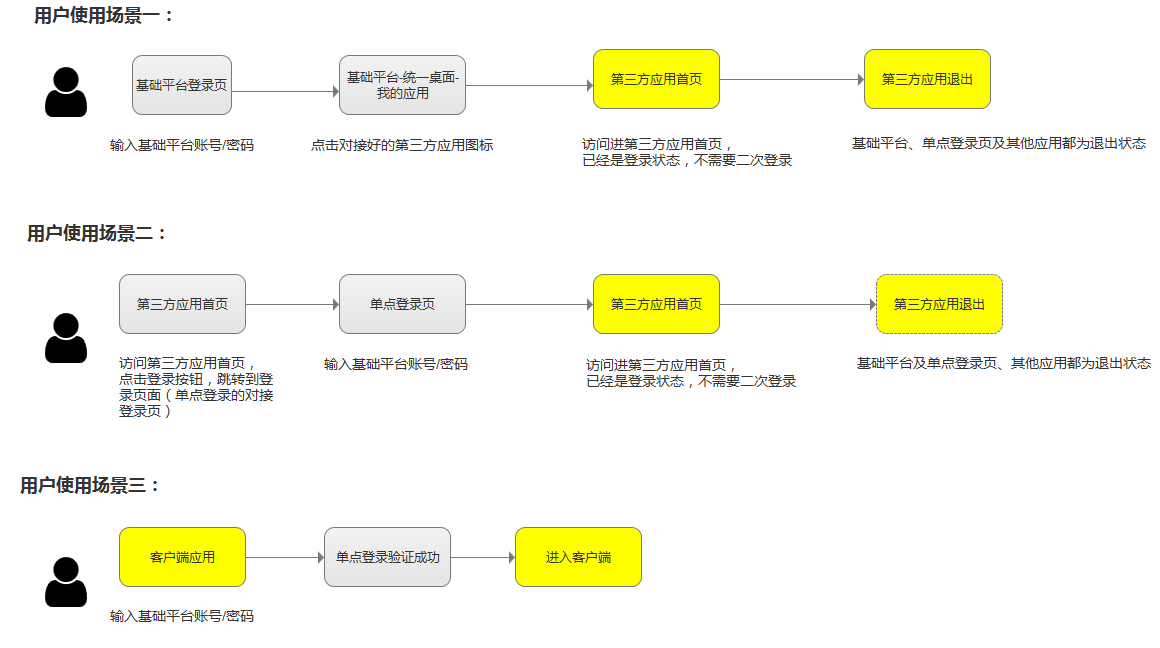 用户使用场景一：
基础平台登录页
基础平台-统一桌面-
我的应用
第三方应用首页
第三方应用退出
输入基础平台账号/密码
点击对接好的第三方应用图标
访问进第三方应用首页，
已经是登录状态，不需要二次登录
基础平台、单点登录页及其他应用都为退出状态
用户使用场景二：
第三方应用首页
单点登录页
第三方应用首页
第三方应用退出
访问第三方应用首页，
点击登录按钮，跳转到登
录页面（单点登录的对接
登录页）
输入基础平台账号/密码
访问进第三方应用首页，
已经是登录状态，不需要二次登录
基础平台及单点登录页、其他应用都为退出状态
用户使用场景三：
客户端应用
单点登录验证成功
进入客户端
输入基础平台账号/密码